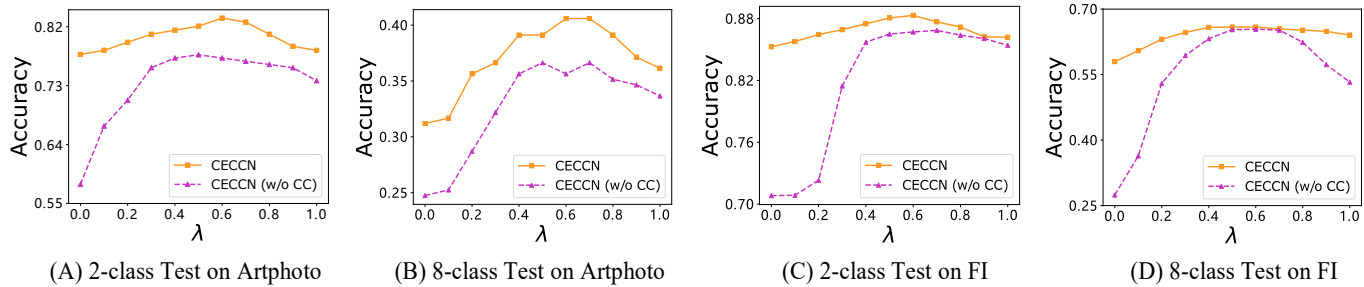 0.82
0.73
0.64
0.55
Accuracy
CECCN
CECCN (w/o CC)
0.0 0.2 0.4 0.6 0.8 1.0
λ
(A) 2-class Test on Artphoto
0.40
0.35
0.30
0.25
Accuracy
CECCN
CECCN (w/o CC)
0.0 0.2 0.4 0.6 0.8 1.0
λ
(B) 8-class Test on Artphoto
0.88
0.82
0.76
0.70
Accuracy
CECCN
CECCN (w/o CC)
0.0 0.2 0.4 0.6 0.8 1.0
λ
(C) 2-class Test on FI
0.70
0.55
0.40
0.25
Accuracy
CECCN
CECCN (w/o CC)
0.0 0.2 0.4 0.6 0.8 1.0
λ
(D) 8-class Test on FI